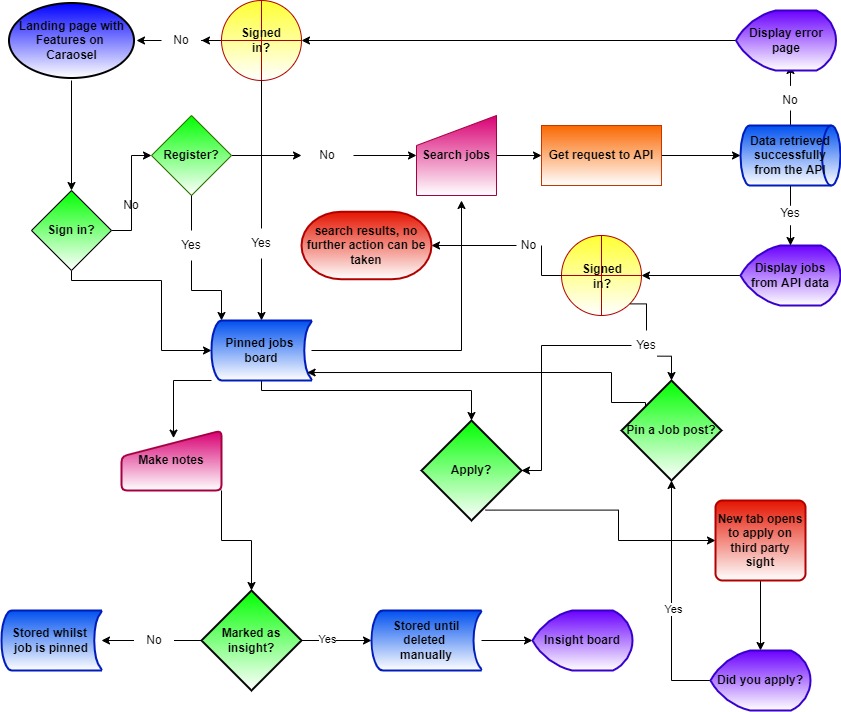 Landing page with
Features on
Caraosel
No
Signed
in?
Display error
page
No
Register?
No
Search jobs
Get request to API
Data retrieved
successfully
from the API
No
Sign in?
Yes
Yes
Yes
search results, no
further action can be
taken
No
Signed
in?
Display jobs
from API data
Pinned jobs
board
Yes
Make notes
Apply?
Pin a Job post?
New tab opens
to apply on
third party
sight
Yes
Stored whilst
job is pinned
No
Marked as
insight?
Yes
Stored until
deleted
manually
Insight board
Did you apply?